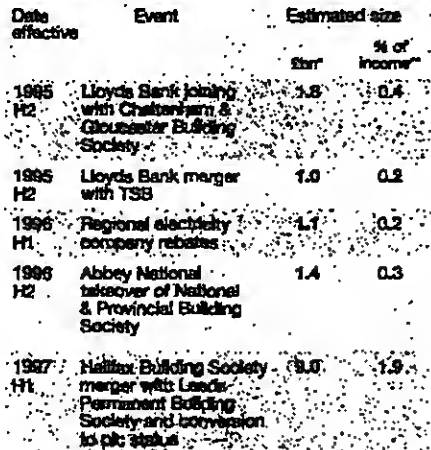 Date Event Estimated size
effective
£bn* % of
income**
1995 Lloyds Bank joining 1.8 0.4
H2 with Cheltenham &
Gloucester Building
Society
1995 Lloyds Bank merger 1.0 0.2
H2 with TSB
1996 Regional electricity 1.1 0.2
H1 company rebates
1996 Abbey National 1.4 0.3
H2 takeover of National
& Provincial Building
Society
1997 Halifax Building Society 1.9
H1 merger with Leeds
Permanent Building
Society and conversion
to plc status